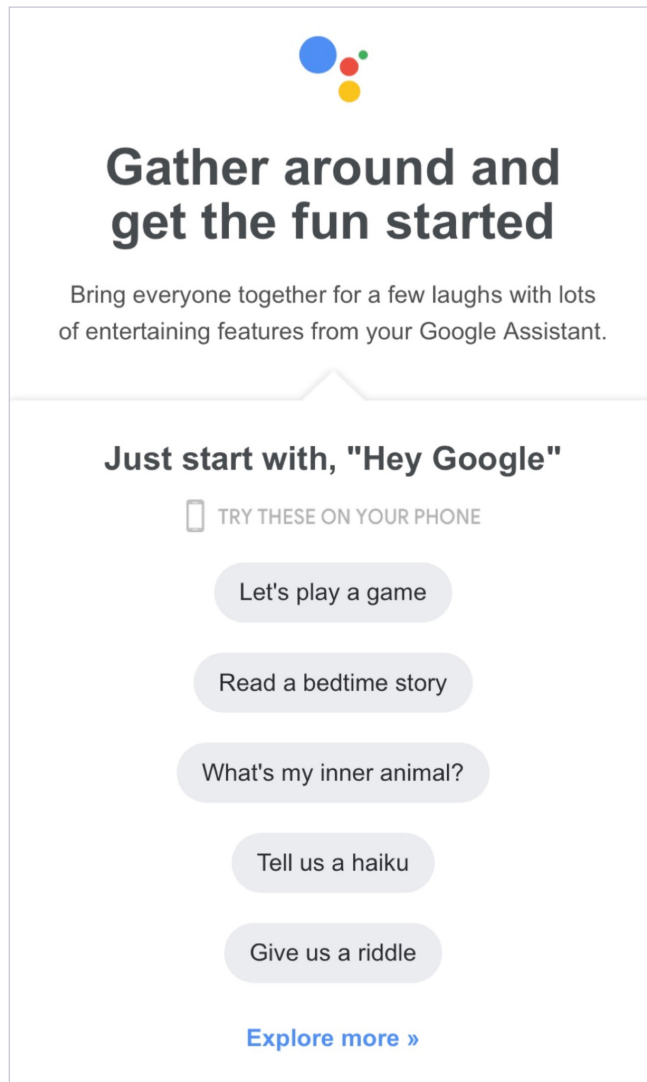 Gather around and
get the fun started
Bring everyone together for a few laughs with lots
of entertaining features from your Google Assistant.
Just start with, "Hey Google"
TRY THESE ON YOUR PHONE
Let's play a game
Read a bedtime story
What's my inner animal?
Tell us a haiku
Give us a riddle
Explore more »